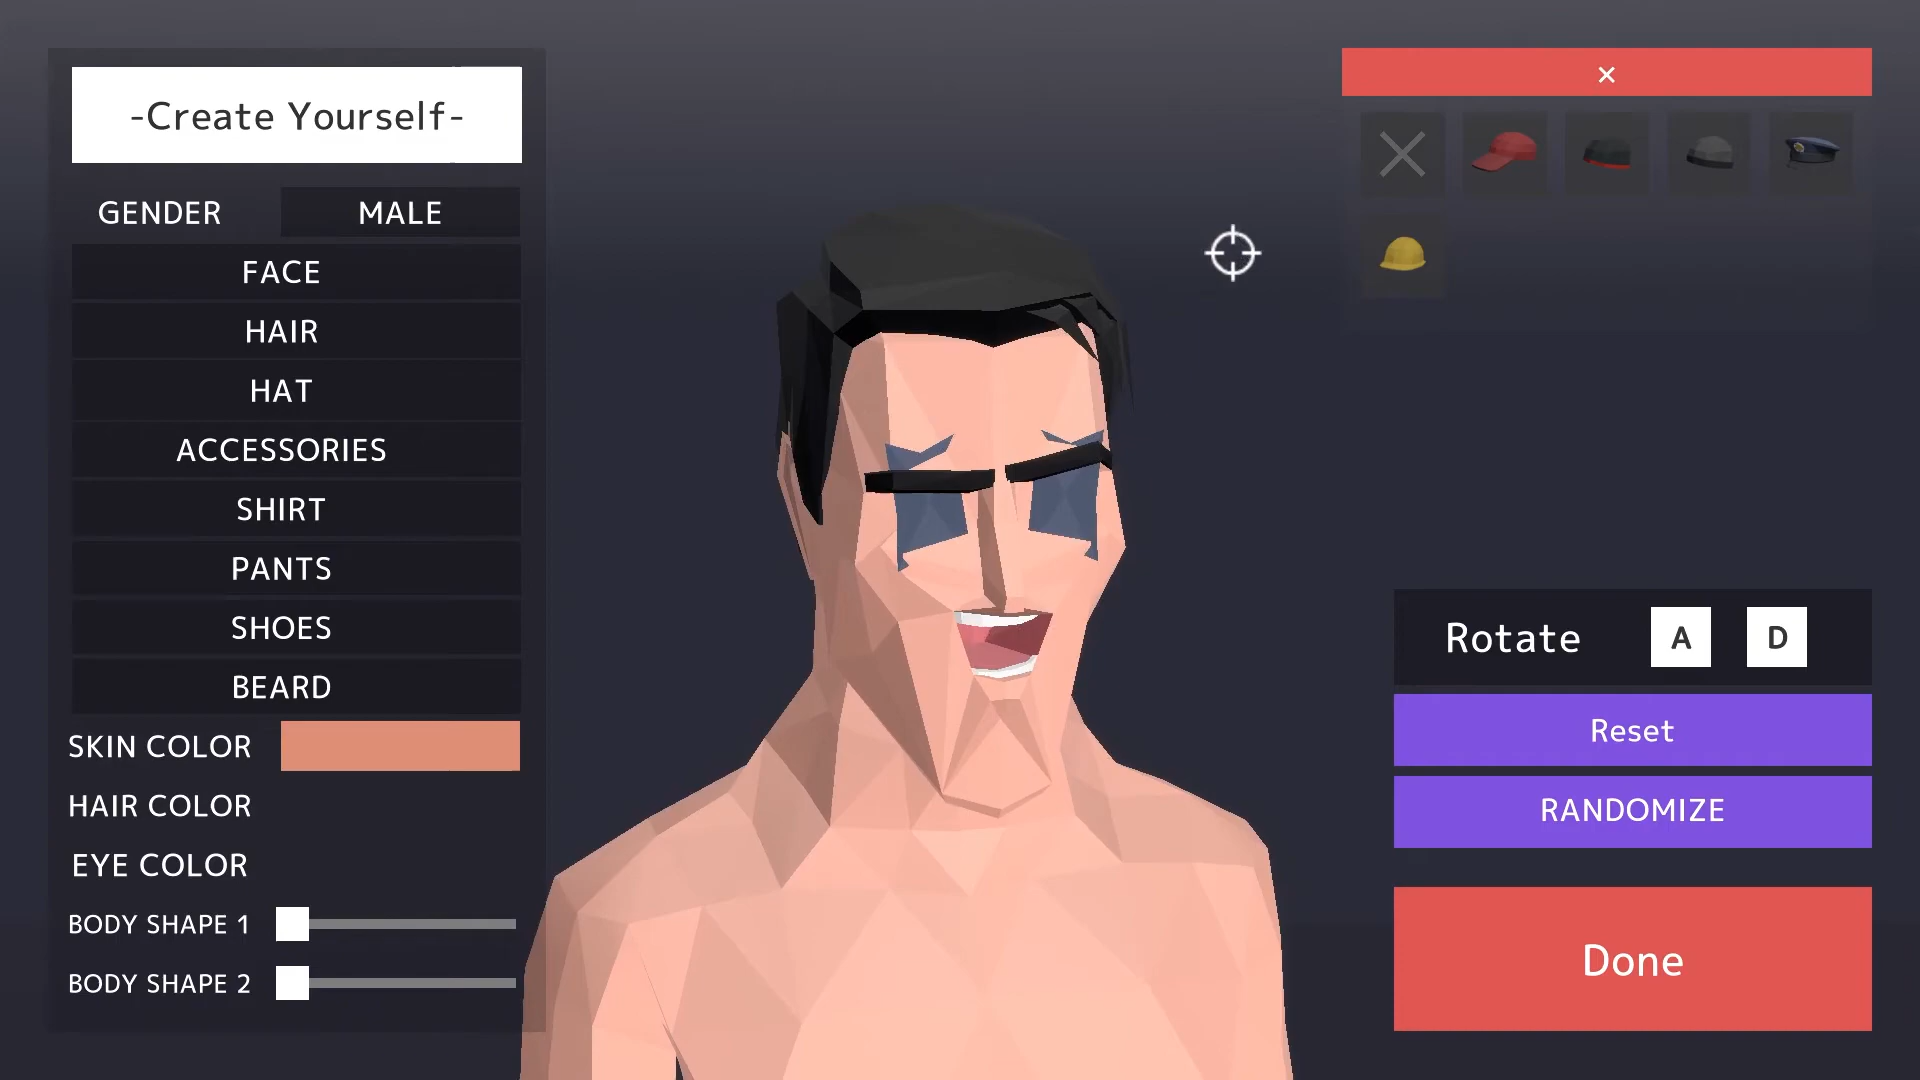 -Create Yourself-
GENDER MALE
FACE
HAIR
HAT
ACCESSORIES
SHIRT
PANTS
SHOES
BEARD
SKIN COLOR
HAIR COLOR
EYE COLOR
BODY SHAPE 1
BODY SHAPE 2
×
Rotate A D
Reset
RANDOMIZE
Done